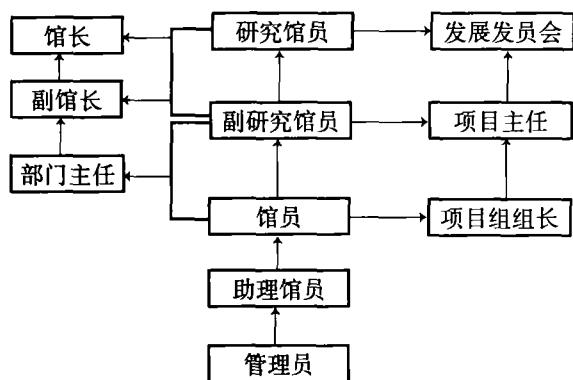 馆长
研究馆员
发展发员会
副馆长
副研究馆员
项目主任
部门主任
馆员
项目组组长
助理馆员
管理员